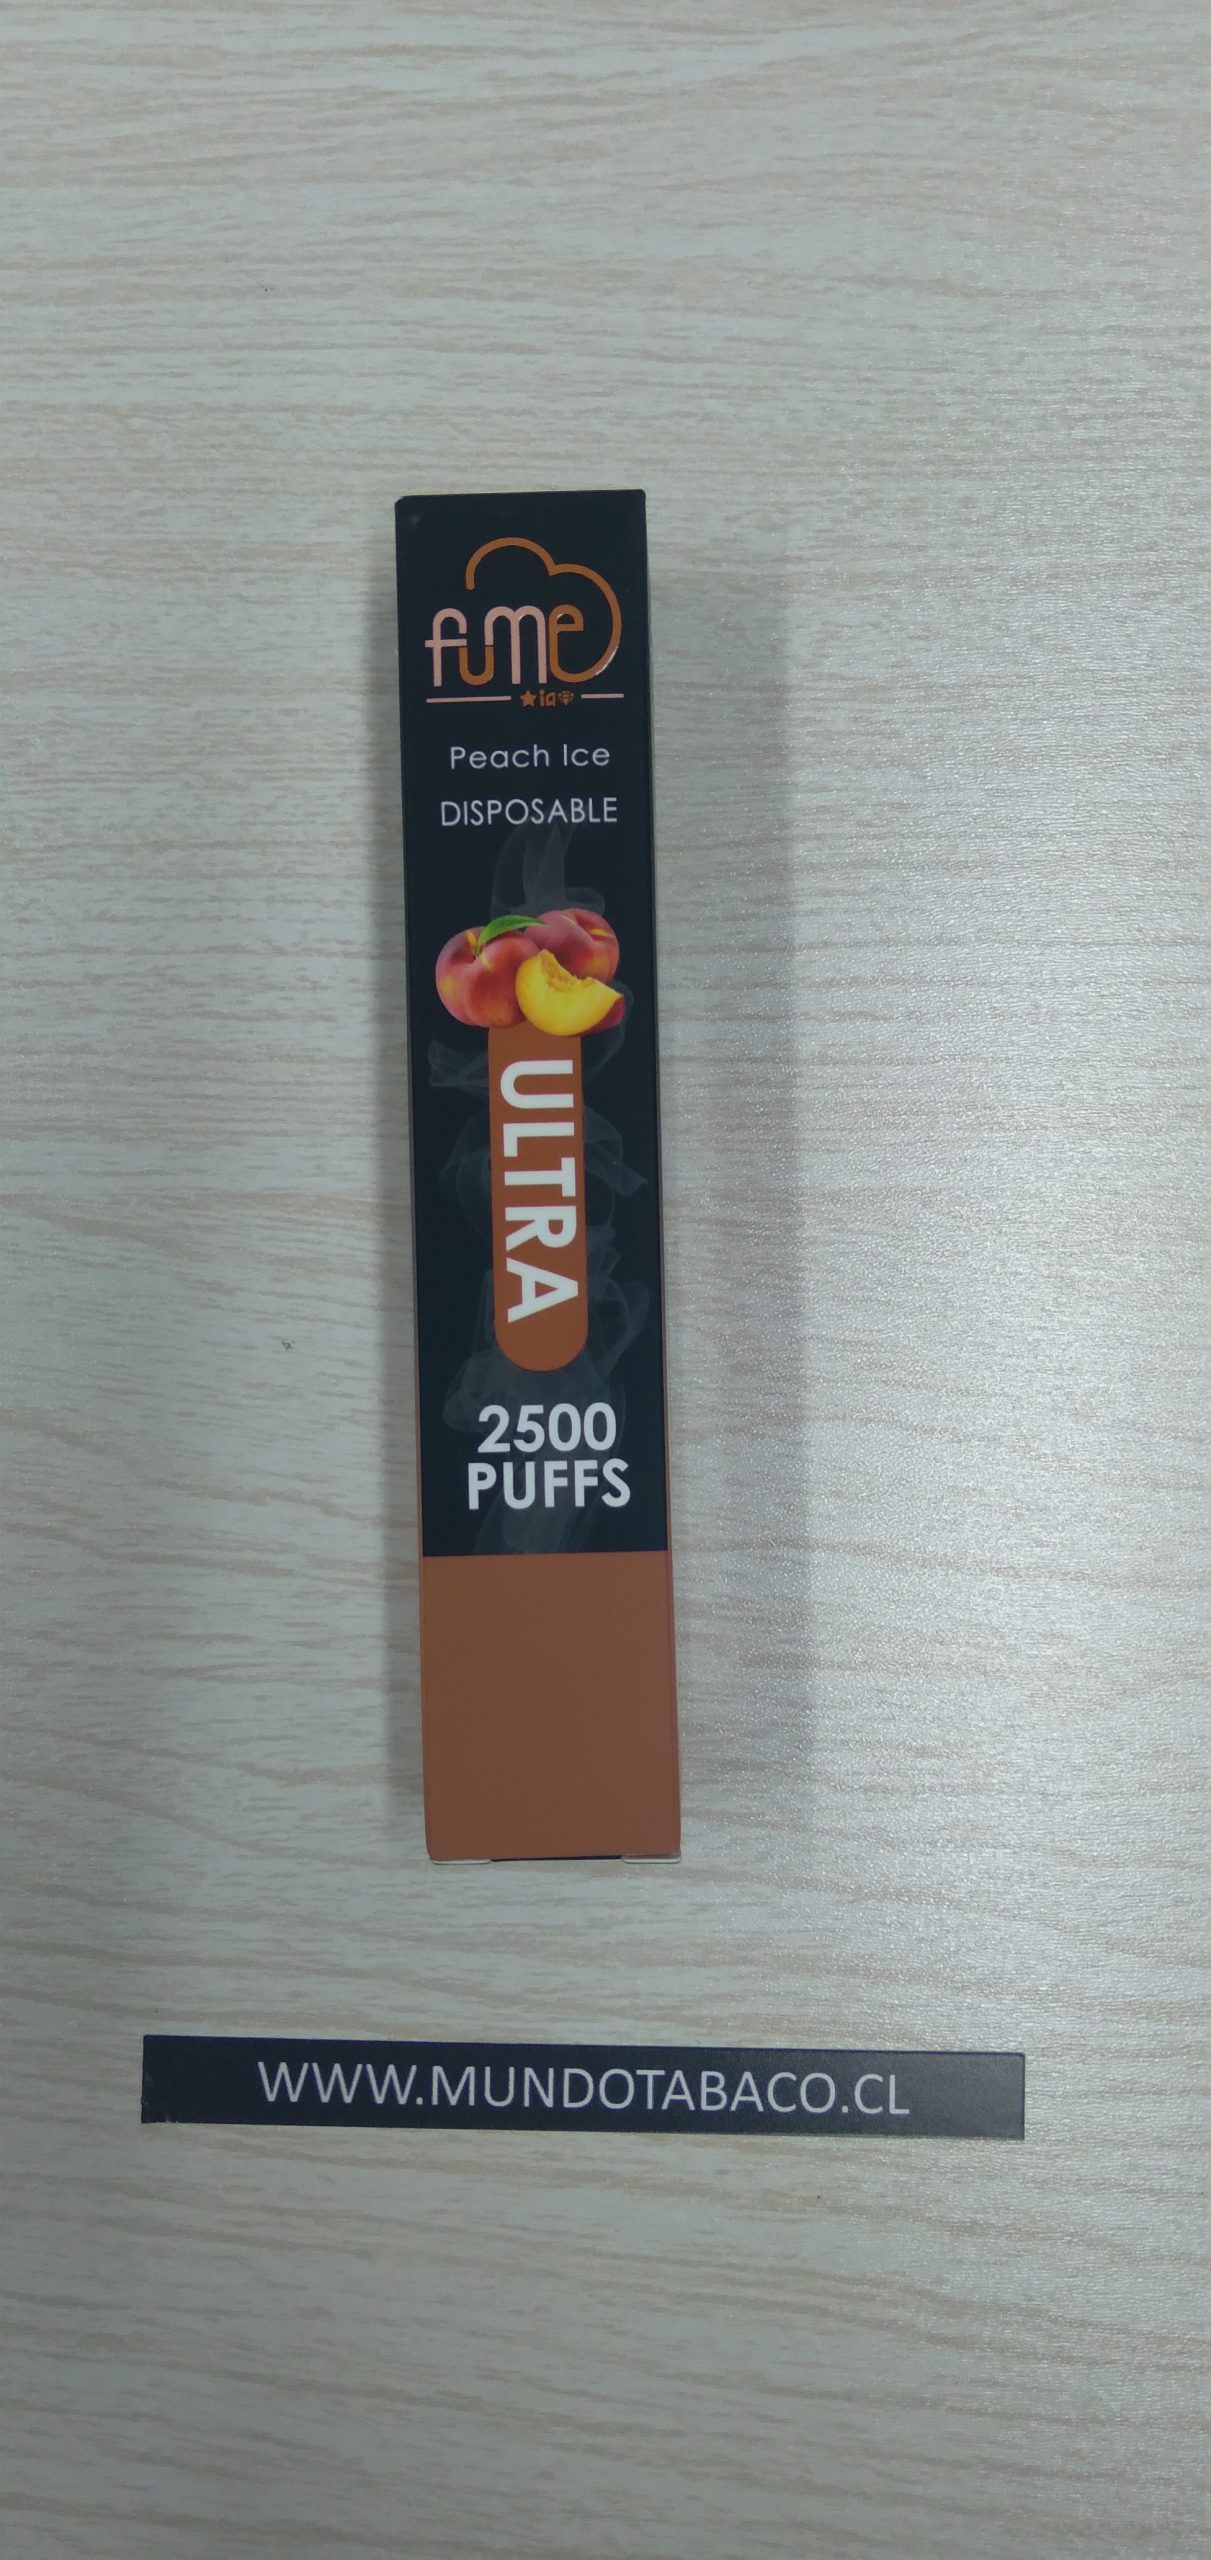 fume
Peach Ice
DISPOSABLE
ULTRA
2500
PUFFS
WWW.MUNDOTABACO.CL